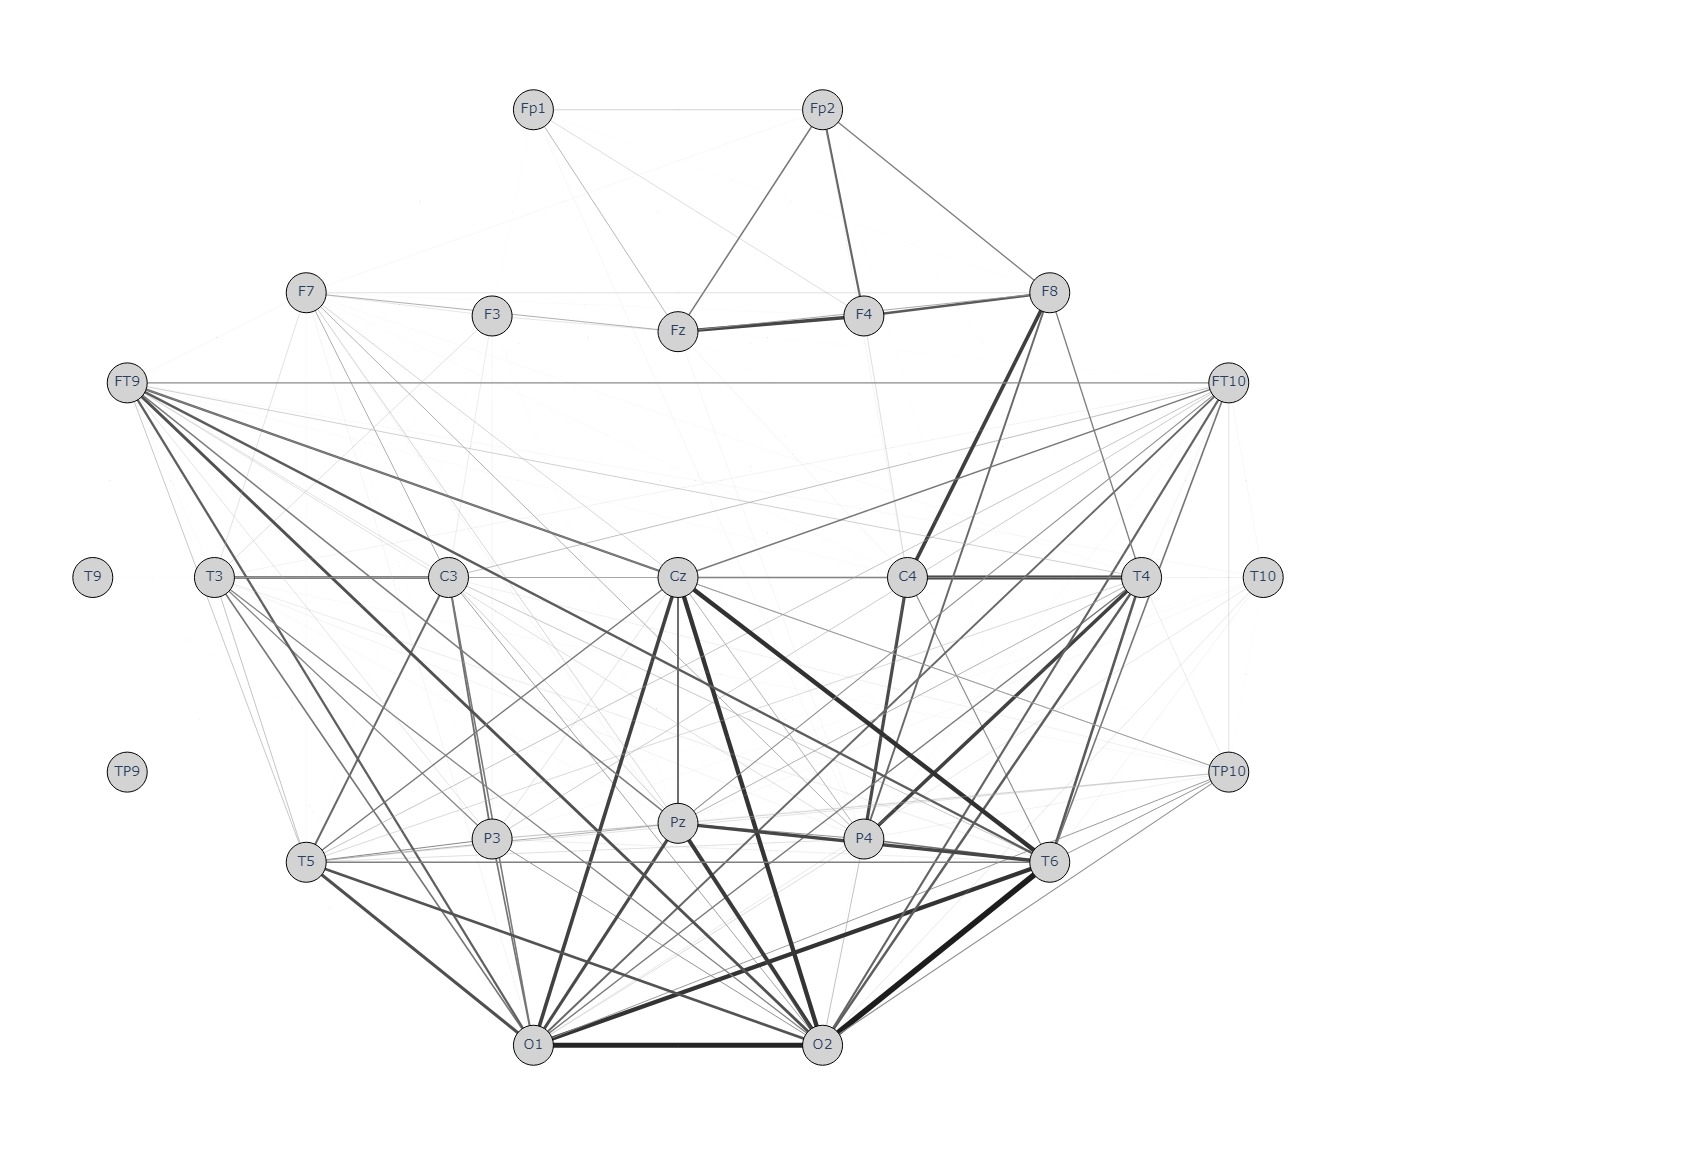 Fp1 Fp2
F7 F3 Fz F4 F8
FT9 FT10
T9 T3 C3 Cz C4 T4 T10
TP9 TP10
T5 P3 Pz P4 T6
O1 O2